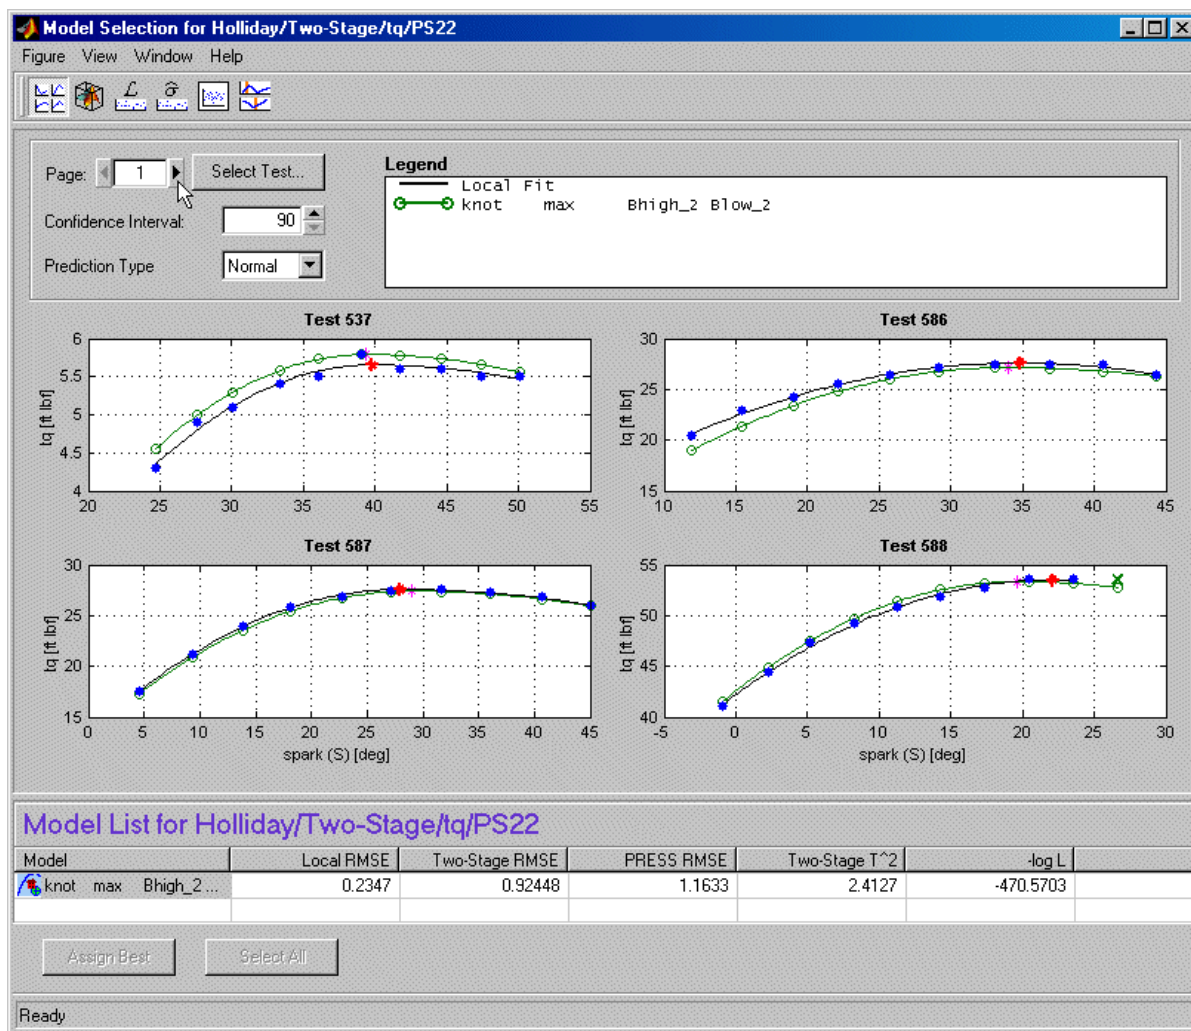 Model Selection for Holliday/Two-Stage/tq/PS22
Figure View Window Help
Page: 1 Select Test...
Legend
Local Fit
knot max Bhigh_2 Blow_2
Confidence Interval: 90
Prediction Type Normal
Test 537
6
5.5
5
4.5
4
tq [ft lbf]
20 25 30 35 40 45 50 55
Test 586
30
25
20
15
tq [ft lbf]
10 15 20 25 30 35 40 45
Test 587
30
25
20
15
tq [ft lbf]
0 5 10 15 20 25 30 35 40 45
spark (S) [deg]
Test 588
55
50
45
40
tq [ft lbf]
-5 0 5 10 15 20 25 30
spark (S) [deg]
Model List for Holliday/Two-Stage/tq/PS22
Model Local RMSE Two-Stage RMSE PRESS RMSE Two-Stage T^2 -log L
knot max Bhigh_2 ... 0.2347 0.92448 1.1633 2.4127 -470.5703
Assign Best Select All
Ready